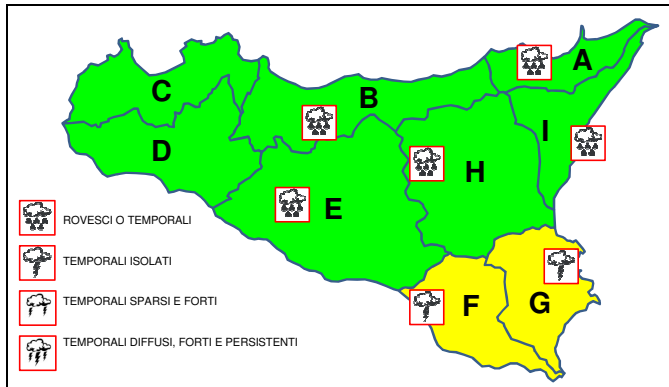 A
B
C
I
D
H
E
ROVESCI O TEMPORALI
G
F
TEMPORALI ISOLATI
TEMPORALI SPARSI E FORTI
TEMPORALI DIFFUSI, FORTI E PERSISTENTI